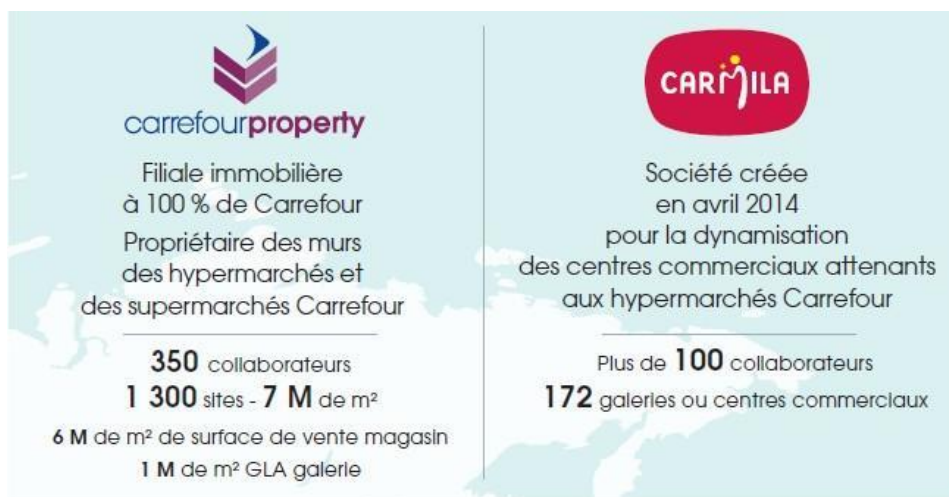 carrefourproperty
Filiale immobilière
à 100 % de Carrefour
Propriétaire des murs
des hypermarchés et
des supermarchés Carrefour
350 collaborateurs
1 300 sites - 7 M de m²
6 M de m² de surface de vente magasin
1 M de m² GLA galerie
CARMILA
Société créée
en avril 2014
pour la dynamisation
des centres commerciaux attenants
aux hypermarchés Carrefour
Plus de 100 collaborateurs
172 galeries ou centres commerciaux